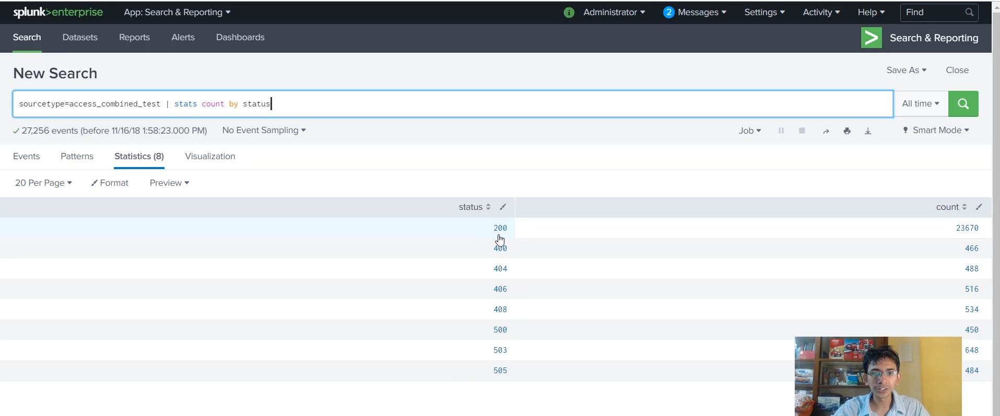 splunk>enterprise App: Search & Reporting Administrator 2 Messages Settings Activity Help Find
Search Datasets Reports Alerts Dashboards Search & Reporting
New Search Save As Close
sourcetype=access_combined_test | stats count by status All time
27,256 events (before 11/16/18 1:58:23.000 PM) No Event Sampling Job Smart Mode
Events Patterns Statistics (8) Visualization
20 Per Page Format Preview
status count
200 23670
400 466
404 488
406 516
408 534
500 450
503 648
505 484